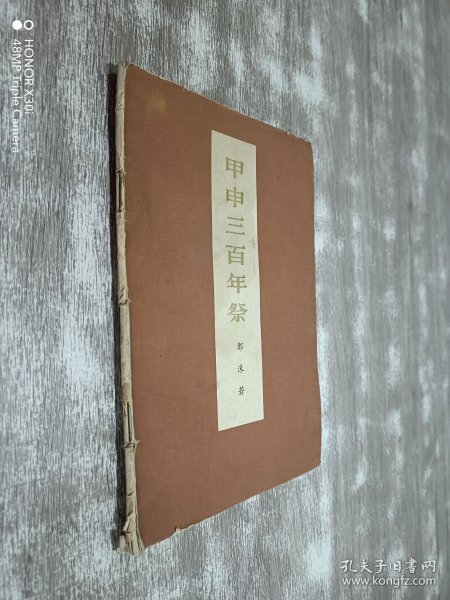 甲申三百年祭
郭沫若
HONOR X30
48MP Triple Camera
孔夫子旧书网
www.kongfz.com